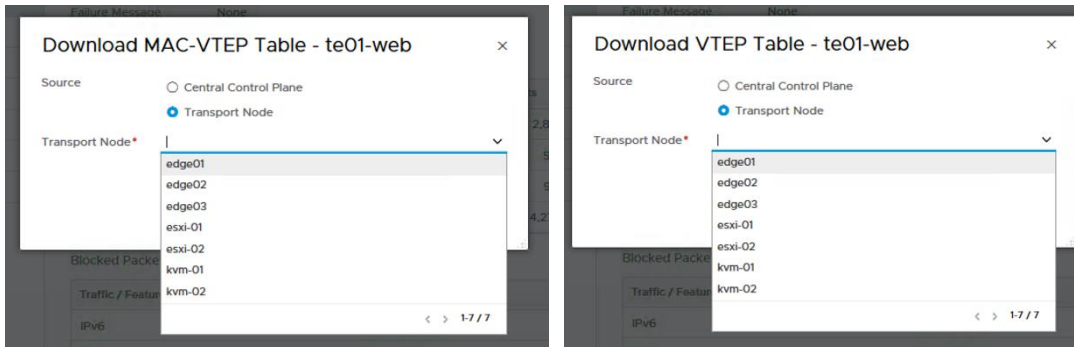 Failure Message None
Download MAC-VTEP Table - te01-web
Source
Central Control Plane
Transport Node
Transport Node*
edge01
edge02
edge03
esxi-01
esxi-02
kvm-01
kvm-02
1-7 / 7
Blocked Packe
Traffic / Featur
IPv6
Failure Message None
Download VTEP Table - te01-web
Source
Central Control Plane
Transport Node
Transport Node*
edge01
edge02
edge03
esxi-01
esxi-02
kvm-01
kvm-02
1-7 / 7
Blocked Packe
Traffic / Featur
IPv6